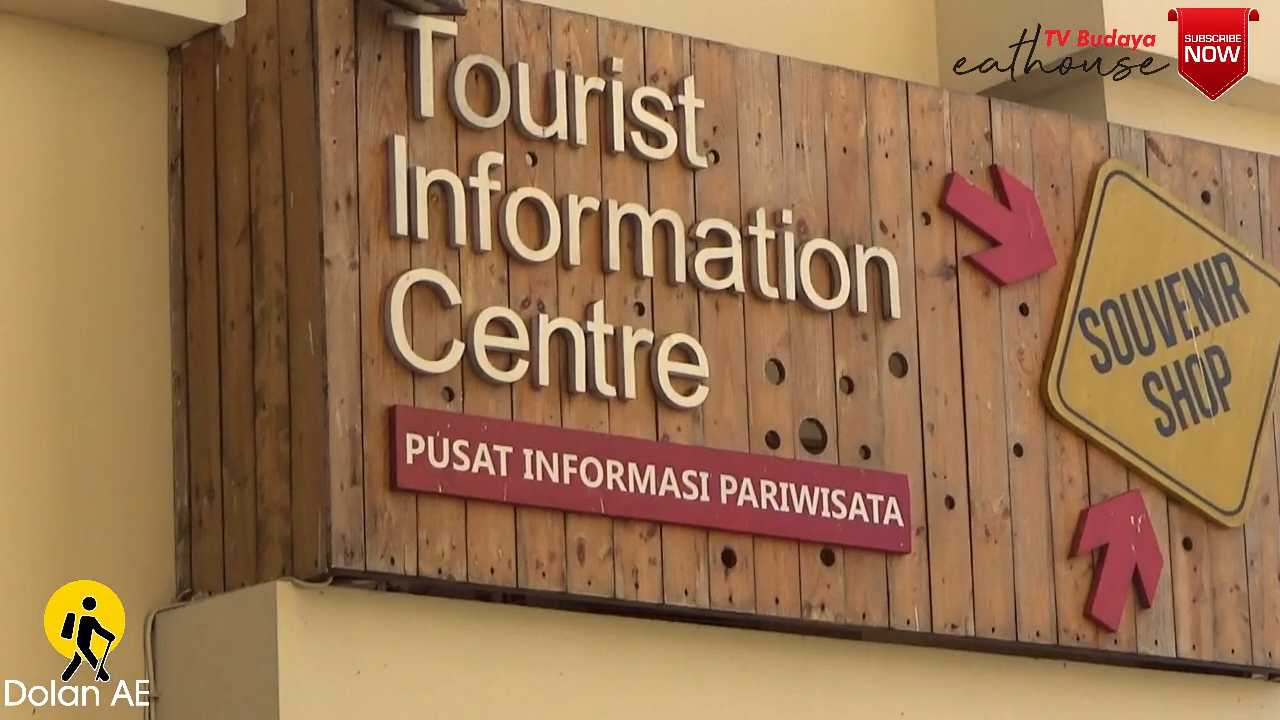 TV Budaya
eathouse
SUBSCRIBE
NOW
Tourist
Information
Centre
PUSAT INFORMASI PARIWISATA
SOUVENIR
SHOP
Dolan AE